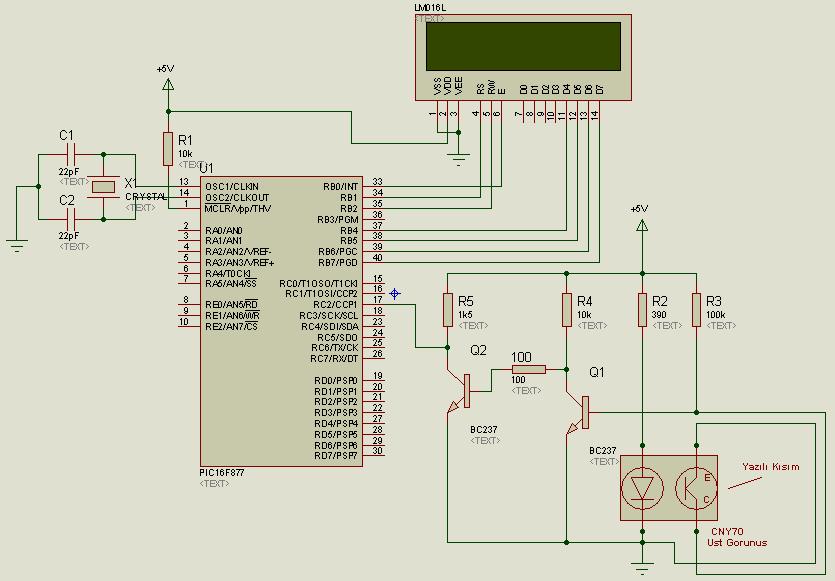 LM016L
<TEXT>
VSS
VDD
VEE
RS
RW
E
D0
D1
D2
D3
D4
D5
D6
D7
1
2
3
4
5
6
7
8
9
10
11
12
13
14
+5V
R1
10k
<TEXT>
C1
22pF
<TEXT>
X1
CRYSTAL
<TEXT>
C2
22pF
<TEXT>
U1
13 OSC1/CLKIN RB0/INT 33
14 OSC2/CLKOUT RB1 34
1 MCLR/Vpp/THV RB2 35
RB3/PGM 36
2 RA0/AN0 RB4 37
3 RA1/AN1 RB5 38
4 RA2/AN2/VREF- RB6/PGC 39
5 RA3/AN3/VREF+ RB7/PGD 40
6 RA4/T0CKI
7 RA5/AN4/SS RC0/T1OSO/T1CKI 15
RC1/T1OSI/CCP2 16
8 RE0/AN5/RD RC2/CCP1 17
9 RE1/AN6/WR RC3/SCK/SCL 18
10 RE2/AN7/CS RC4/SDI/SDA 23
RC5/SDO 24
RC6/TX/CK 25
RC7/RX/DT 26
RD0/PSP0 19
RD1/PSP1 20
RD2/PSP2 21
RD3/PSP3 22
RD4/PSP4 27
RD5/PSP5 28
RD6/PSP6 29
RD7/PSP7 30
PIC16F877
<TEXT>
+5V
R5
1k5
<TEXT>
R4
10k
<TEXT>
R2
390
<TEXT>
R3
100k
<TEXT>
Q2
BC237
<TEXT>
100
100
<TEXT>
Q1
BC237
<TEXT>
E
C
Yazılı Kısım
CNY70
Ust Gorunus